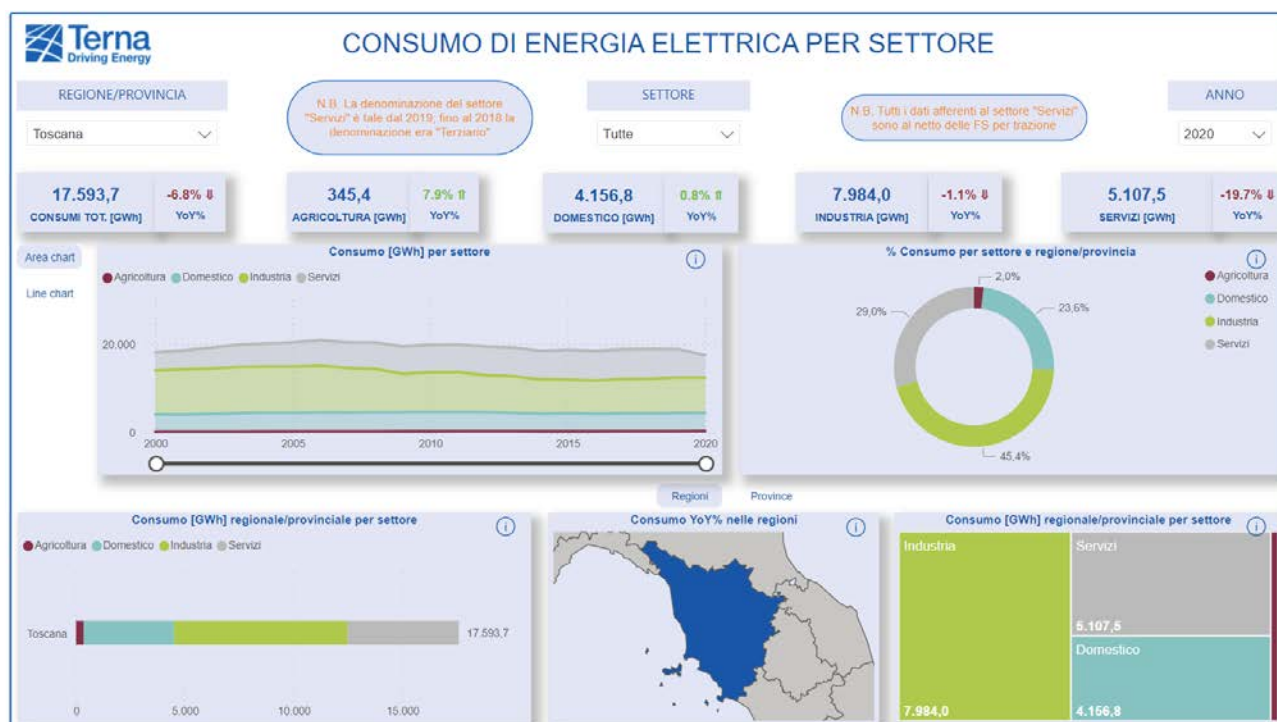 Terna
Driving Energy
CONSUMO DI ENERGIA ELETTRICA PER SETTORE
REGIONE/PROVINCIA
Toscana
N.B. La denominazione del settore
"Servizi" è tale dal 2019; fino al 2018 la
denominazione era "Terziario"
SETTORE
Tutte
N.B. Tutti i dati afferenti al settore "Servizi"
sono al netto delle FS per trazione
ANNO
2020
17.593,7
CONSUMI TOT. [GWh]
-6.8% ⇓
YoY%
345,4
AGRICOLTURA [GWh]
7.9% ⇑
YoY%
4.156,8
DOMESTICO [GWh]
0.8% ⇑
YoY%
7.984,0
INDUSTRIA [GWh]
-1.1% ⇓
YoY%
5.107,5
SERVIZI [GWh]
-19.7% ⇓
YoY%
Area chart
Line chart
Consumo [GWh] per settore
Agricoltura Domestico Industria Servizi
20.000
0
2000 2005 2010 2015 2020
% Consumo per settore e regione/provincia
2,0%
23,6%
29,0%
45,4%
Agricoltura
Domestico
Industria
Servizi
Regioni Province
Consumo [GWh] regionale/provinciale per settore
Agricoltura Domestico Industria Servizi
Toscana
17.593,7
0 5.000 10.000 15.000
Consumo YoY% nelle regioni
Consumo [GWh] regionale/provinciale per settore
Industria
7.984,0
Servizi
5.107,5
Domestico
4.156,8